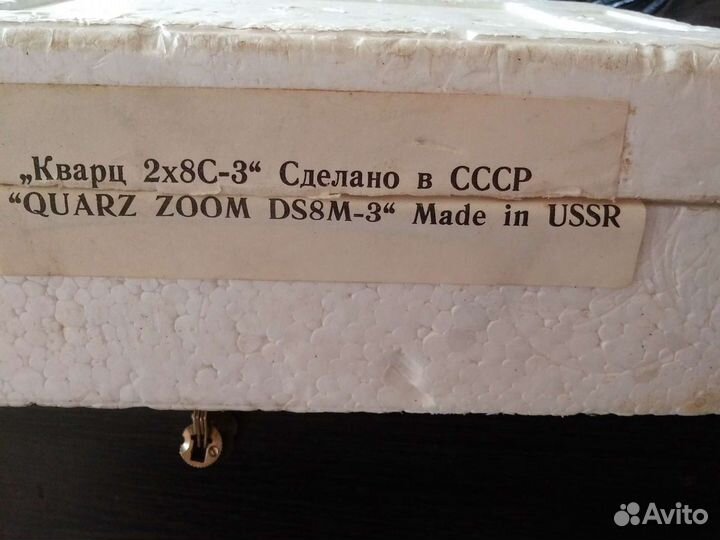 „Кварц 2х8С-3“ Сделано в СССР
“QUARZ ZOOM DS8M-3“ Made in USSR
Avito